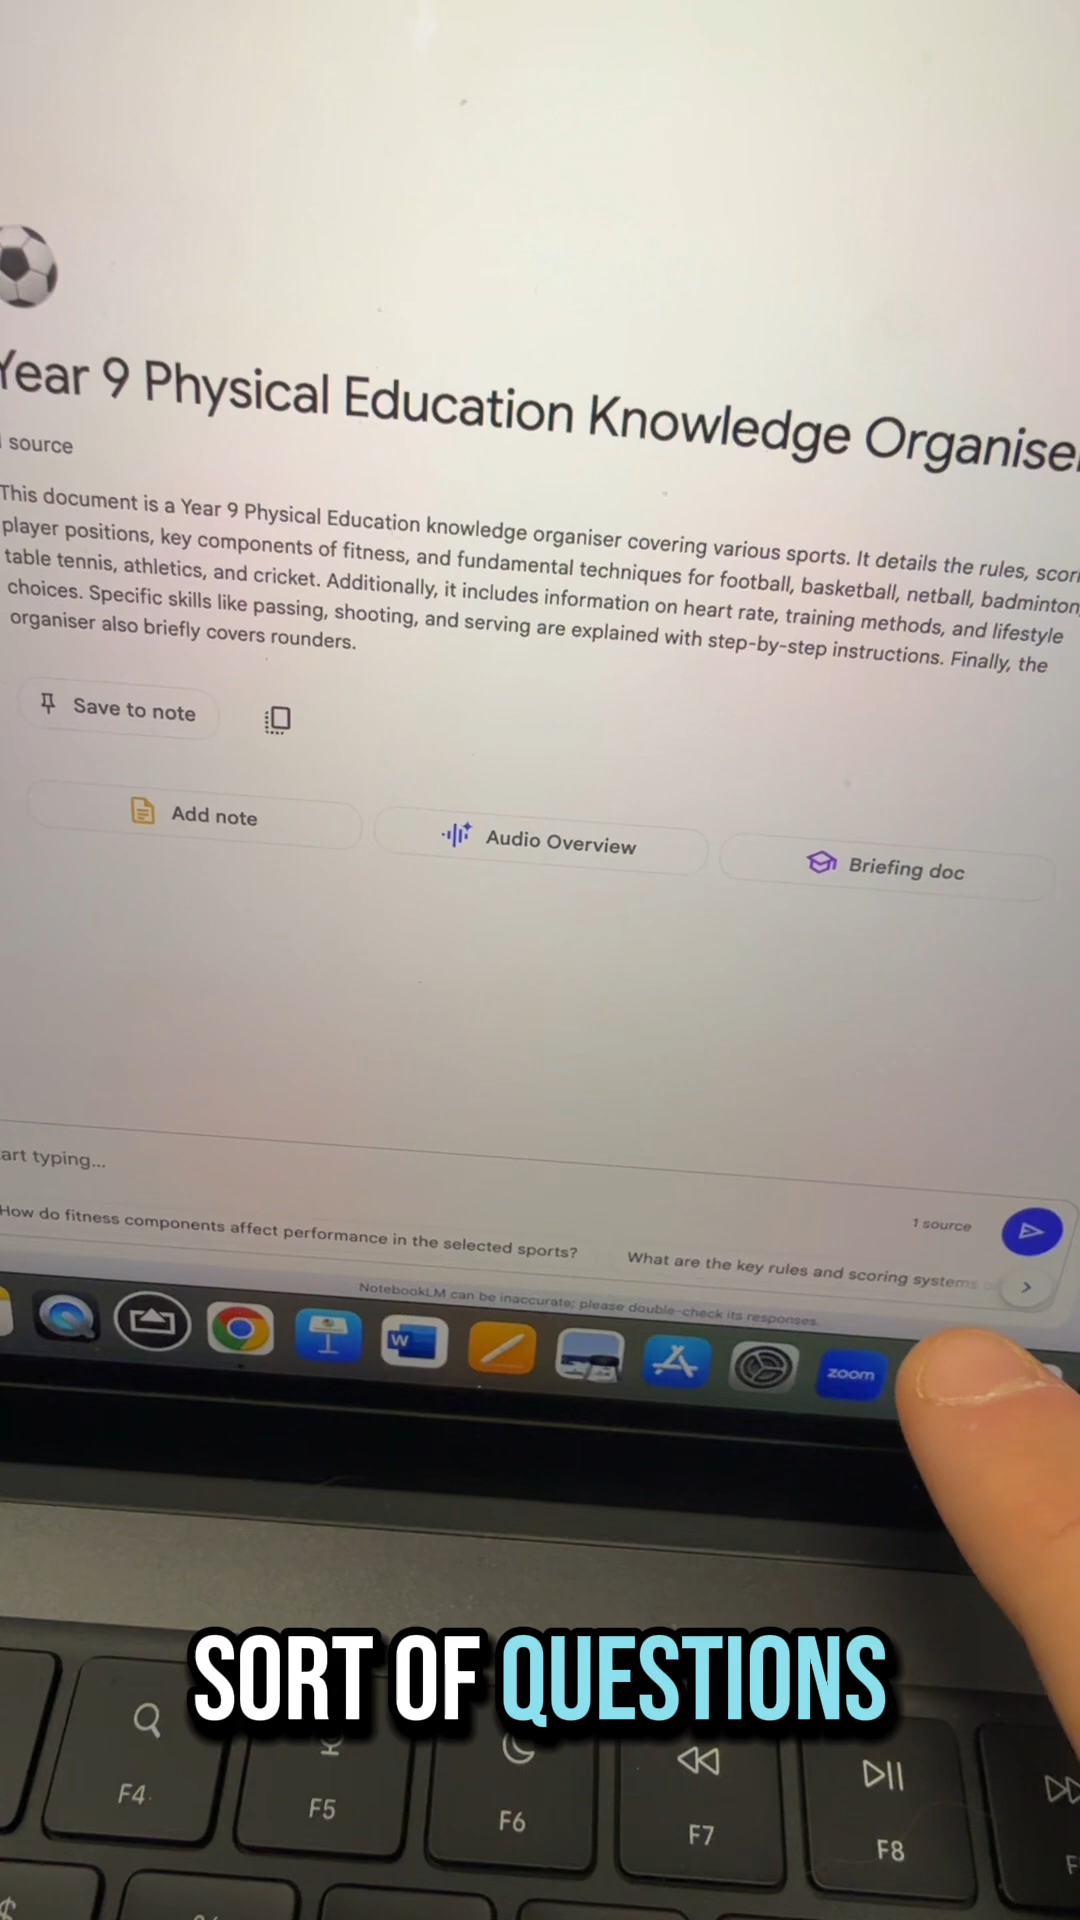 Year 9 Physical Education Knowledge Organiser
source
This document is a Year 9 Physical Education knowledge organiser covering various sports. It details the rules, scori
player positions, key components of fitness, and fundamental techniques for football, basketball, netball, badminton,
table tennis, athletics, and cricket. Additionally, it includes information on heart rate, training methods, and lifestyle
choices. Specific skills like passing, shooting, and serving are explained with step-by-step instructions. Finally, the
organiser also briefly covers rounders.
Save to note
Add note
Audio Overview
Briefing doc
art typing...
1 source
How do fitness components affect performance in the selected sports?
What are the key rules and scoring systems
NotebookLM can be inaccurate; please double-check its responses.
W
zoom
SORT OF QUESTIONS
F4
F5
F6
F7
F8
F
$